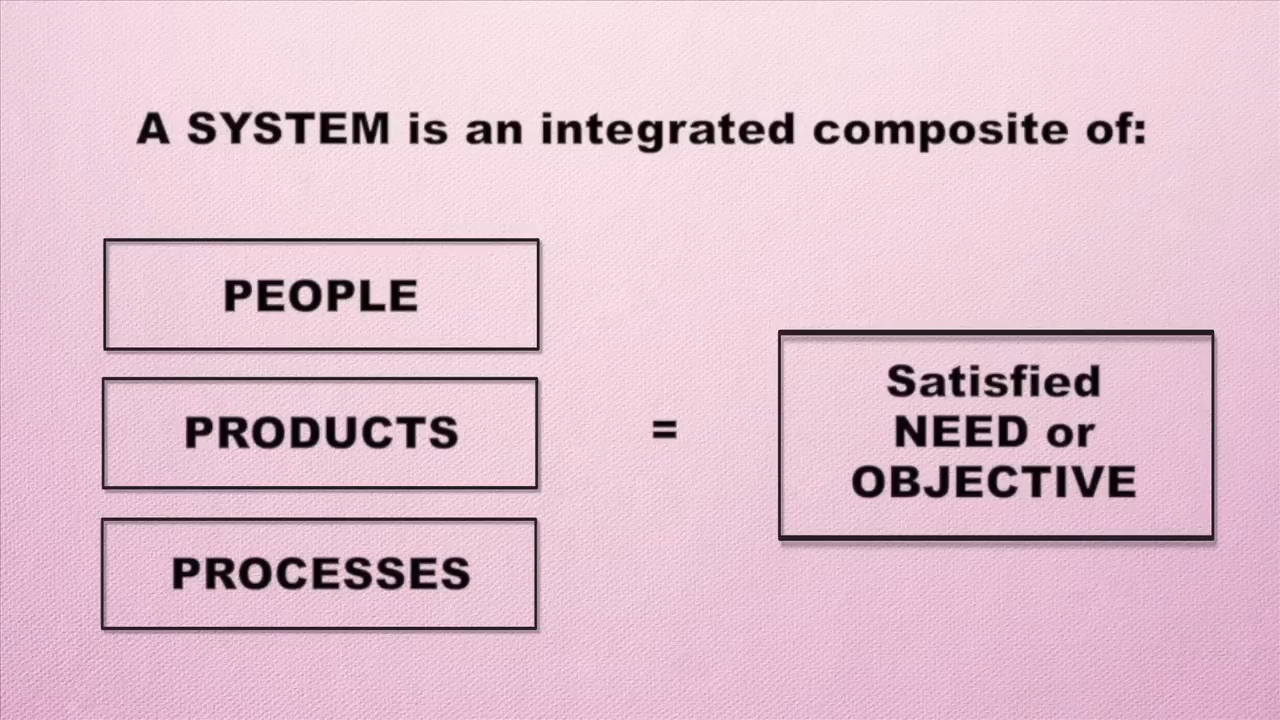 A SYSTEM is an integrated composite of:
PEOPLE
PRODUCTS
PROCESSES
=
Satisfied
NEED or
OBJECTIVE